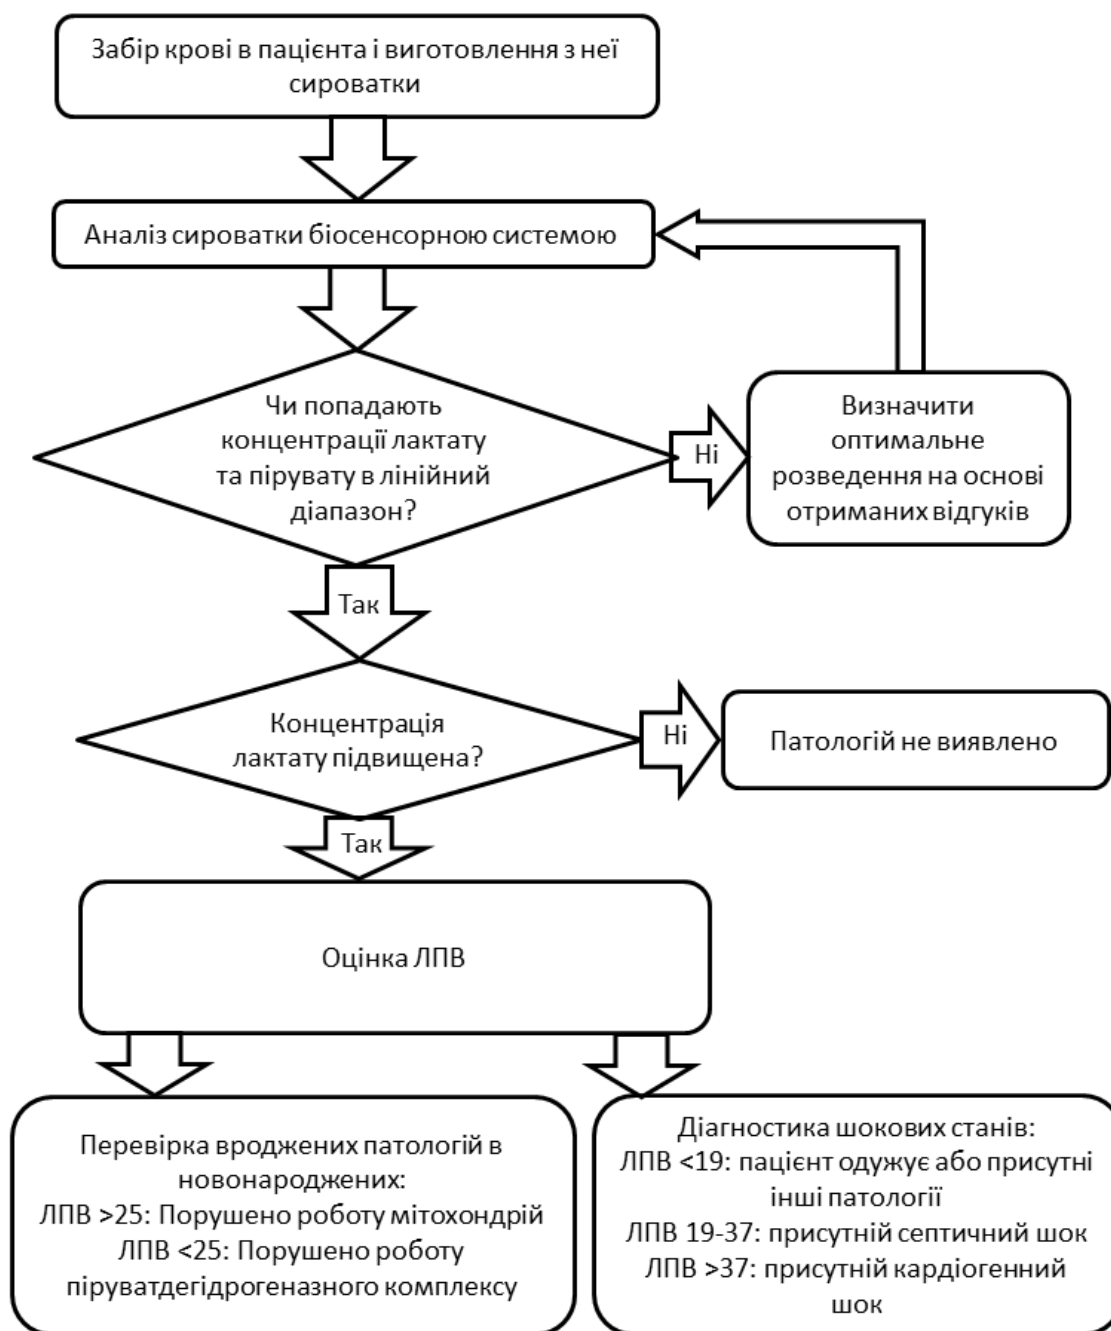 Забір крові в пацієнта і виготовлення з неї
сироватки
Аналіз сироватки біосенсорною системою
Чи попадають
концентрації лактату
та пірувату в лінійний
діапазон?
Ні
Визначити
оптимальне
розведення на основі
отриманих відгуків
Так
Концентрація
лактату підвищена?
Ні
Патологій не виявлено
Так
Оцінка ЛПВ
Перевірка вроджених патологій в
новонароджених:
ЛПВ >25: Порушено роботу мітохондрій
ЛПВ <25: Порушено роботу
піруватдегідрогеназного комплексу
Діагностика шокових станів:
ЛПВ <19: пацієнт одужує або присутні
інші патології
ЛПВ 19-37: присутній септичний шок
ЛПВ >37: присутній кардіогенний
шок